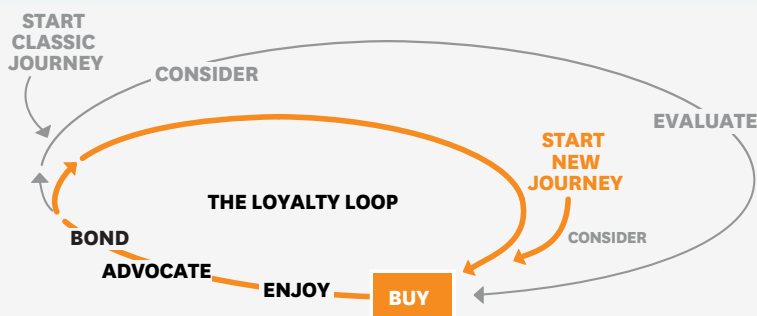 START
CLASSIC
JOURNEY
CONSIDER
EVALUATE
START
NEW
JOURNEY
THE LOYALTY LOOP
CONSIDER
BOND
ADVOCATE
ENJOY
BUY